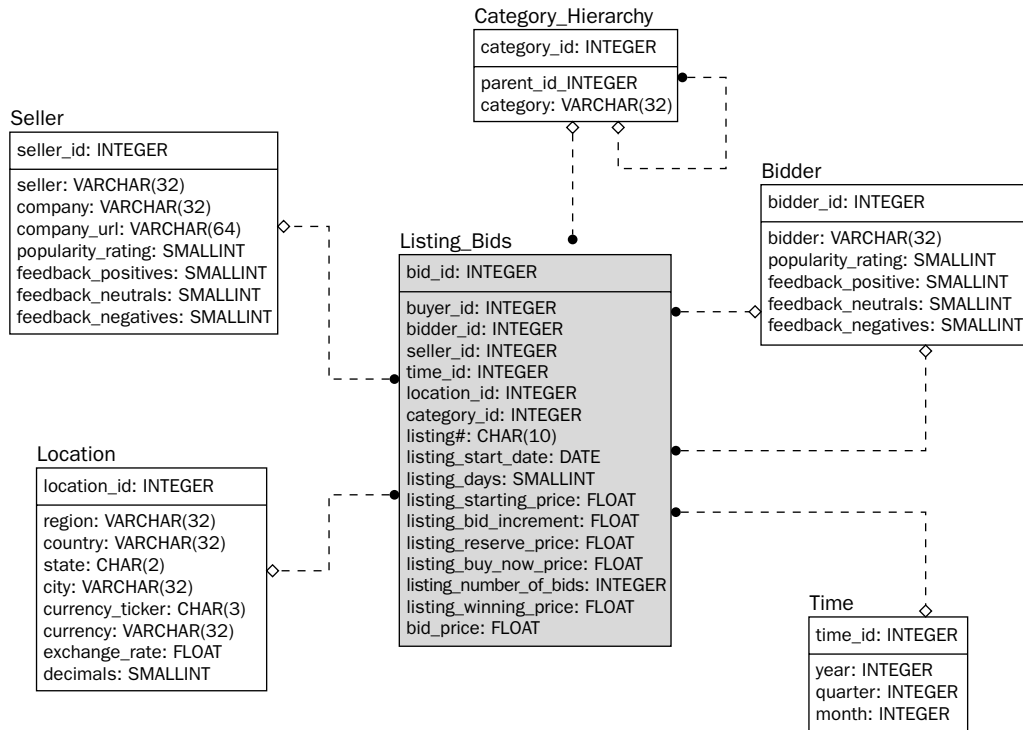 Category_Hierarchy
category_id: INTEGER
parent_id_INTEGER
category: VARCHAR(32)
Seller
seller_id: INTEGER
seller: VARCHAR(32)
company: VARCHAR(32)
company_url: VARCHAR(64)
popularity_rating: SMALLINT
feedback_positives: SMALLINT
feedback_neutrals: SMALLINT
feedback_negatives: SMALLINT
Bidder
bidder_id: INTEGER
bidder: VARCHAR(32)
popularity_rating: SMALLINT
feedback_positive: SMALLINT
feedback_neutrals: SMALLINT
feedback_negatives: SMALLINT
Listing_Bids
bid_id: INTEGER
buyer_id: INTEGER
bidder_id: INTEGER
seller_id: INTEGER
time_id: INTEGER
location_id: INTEGER
category_id: INTEGER
listing#: CHAR(10)
listing_start_date: DATE
listing_days: SMALLINT
listing_starting_price: FLOAT
listing_bid_increment: FLOAT
listing_reserve_price: FLOAT
listing_buy_now_price: FLOAT
listing_number_of_bids: INTEGER
listing_winning_price: FLOAT
bid_price: FLOAT
Location
location_id: INTEGER
region: VARCHAR(32)
country: VARCHAR(32)
state: CHAR(2)
city: VARCHAR(32)
currency_ticker: CHAR(3)
currency: VARCHAR(32)
exchange_rate: FLOAT
decimals: SMALLINT
Time
time_id: INTEGER
year: INTEGER
quarter: INTEGER
month: INTEGER